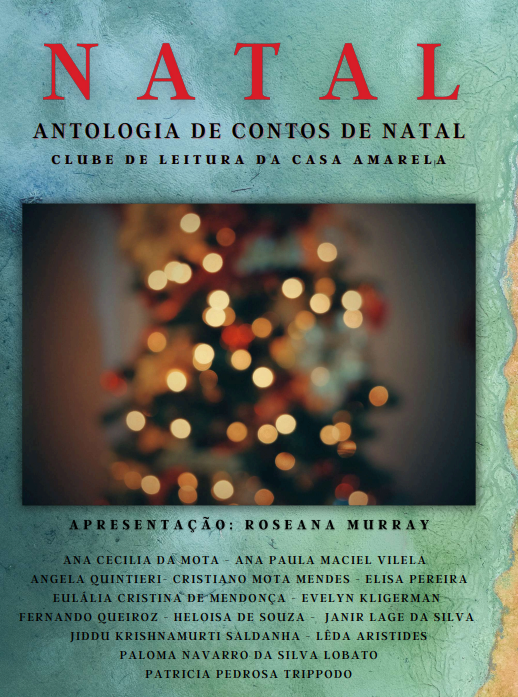 NATAL
ANTOLOGIA DE CONTOS DE NATAL
CLUBE DE LEITURA DA CASA AMARELA
APRESENTAÇÃO: ROSEANA MURRAY
ANA CECILIA DA MOTA - ANA PAULA MACIEL VILELA
ANGELA QUINTIERI- CRISTIANO MOTA MENDES - ELISA PEREIRA
EULÁLIA CRISTINA DE MENDONÇA - EVELYN KLIGERMAN
FERNANDO QUEIROZ - HELOISA DE SOUZA - JANIR LAGE DA SILVA
JIDDU KRISHNAMURTI SALDANHA - LÊDA ARISTIDES
PALOMA NAVARRO DA SILVA LOBATO
PATRICIA PEDROSA TRIPPODO